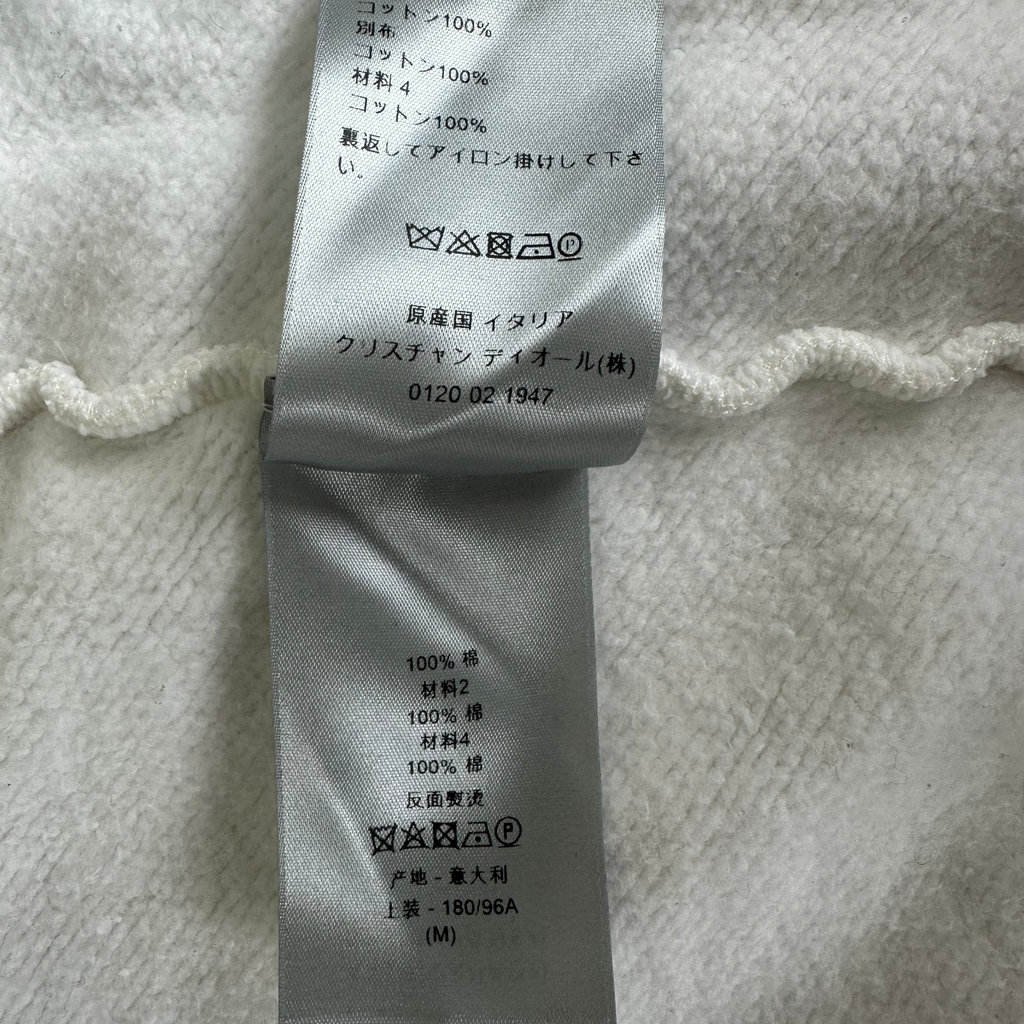 コットン100%
別布
コットン100%
材料 4
コットン100%
裏返してアイロン掛けして下さ
い。
P
原産国 イタリア
クリスチャン ディオール(株)
0120 02 1947
100% 棉
材料2
100% 棉
材料4
100% 棉
反面熨烫
P
产地 - 意大利
上装 - 180/96A
(M)